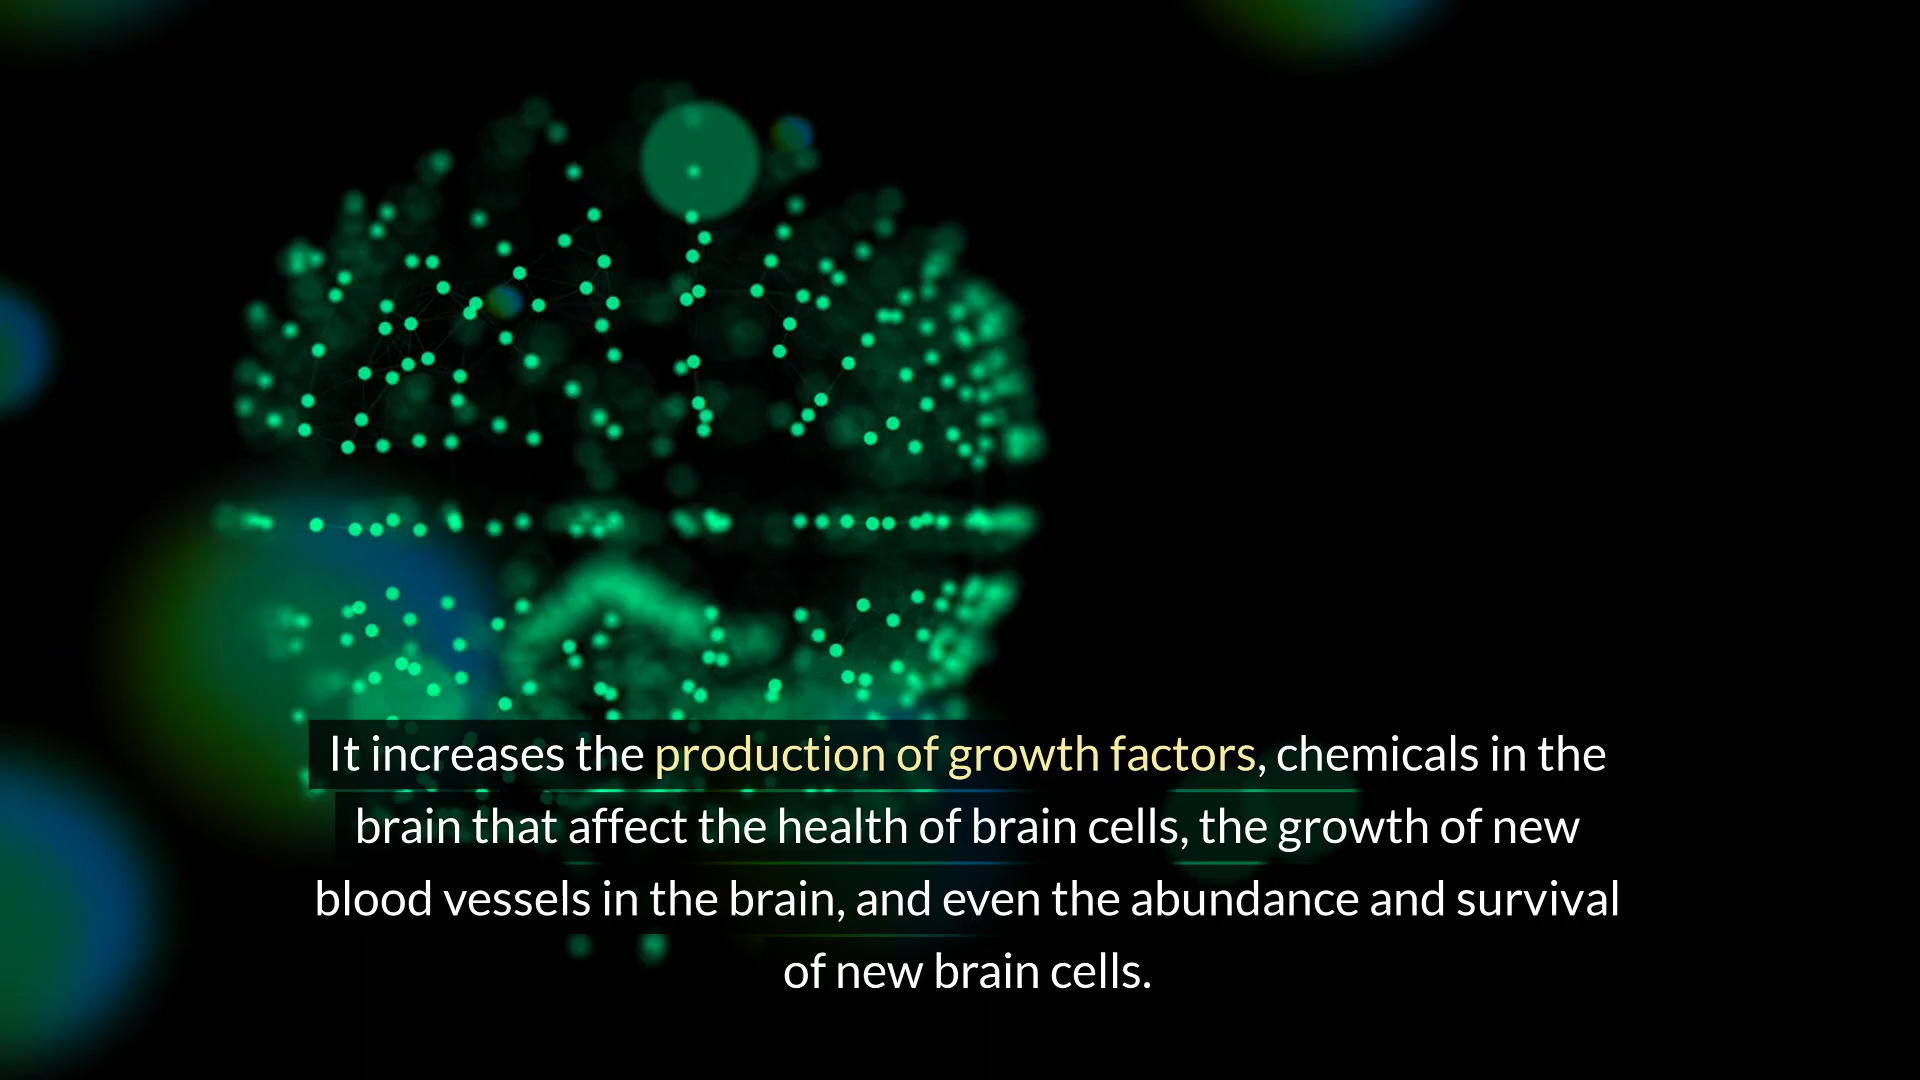 It increases the production of growth factors, chemicals in the
brain that affect the health of brain cells, the growth of new
blood vessels in the brain, and even the abundance and survival
of new brain cells.